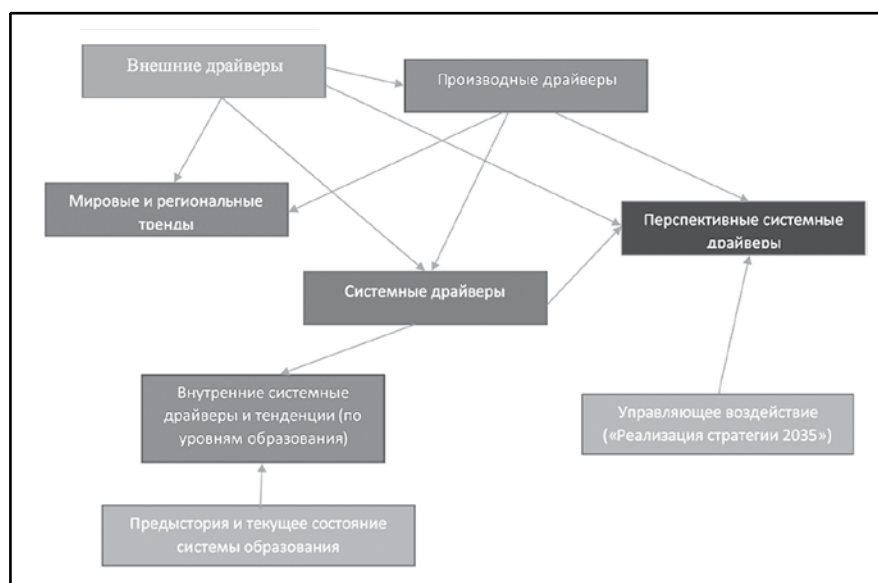 Внешние драйверы
Производные драйверы
Мировые и региональные
тренды
Перспективные системные
драйверы
Системные драйверы
Внутренние системные
драйверы и тенденции (по
уровням образования)
Управляющее воздействие
(«Реализация стратегии 2035»)
Предыстория и текущее состояние
системы образования